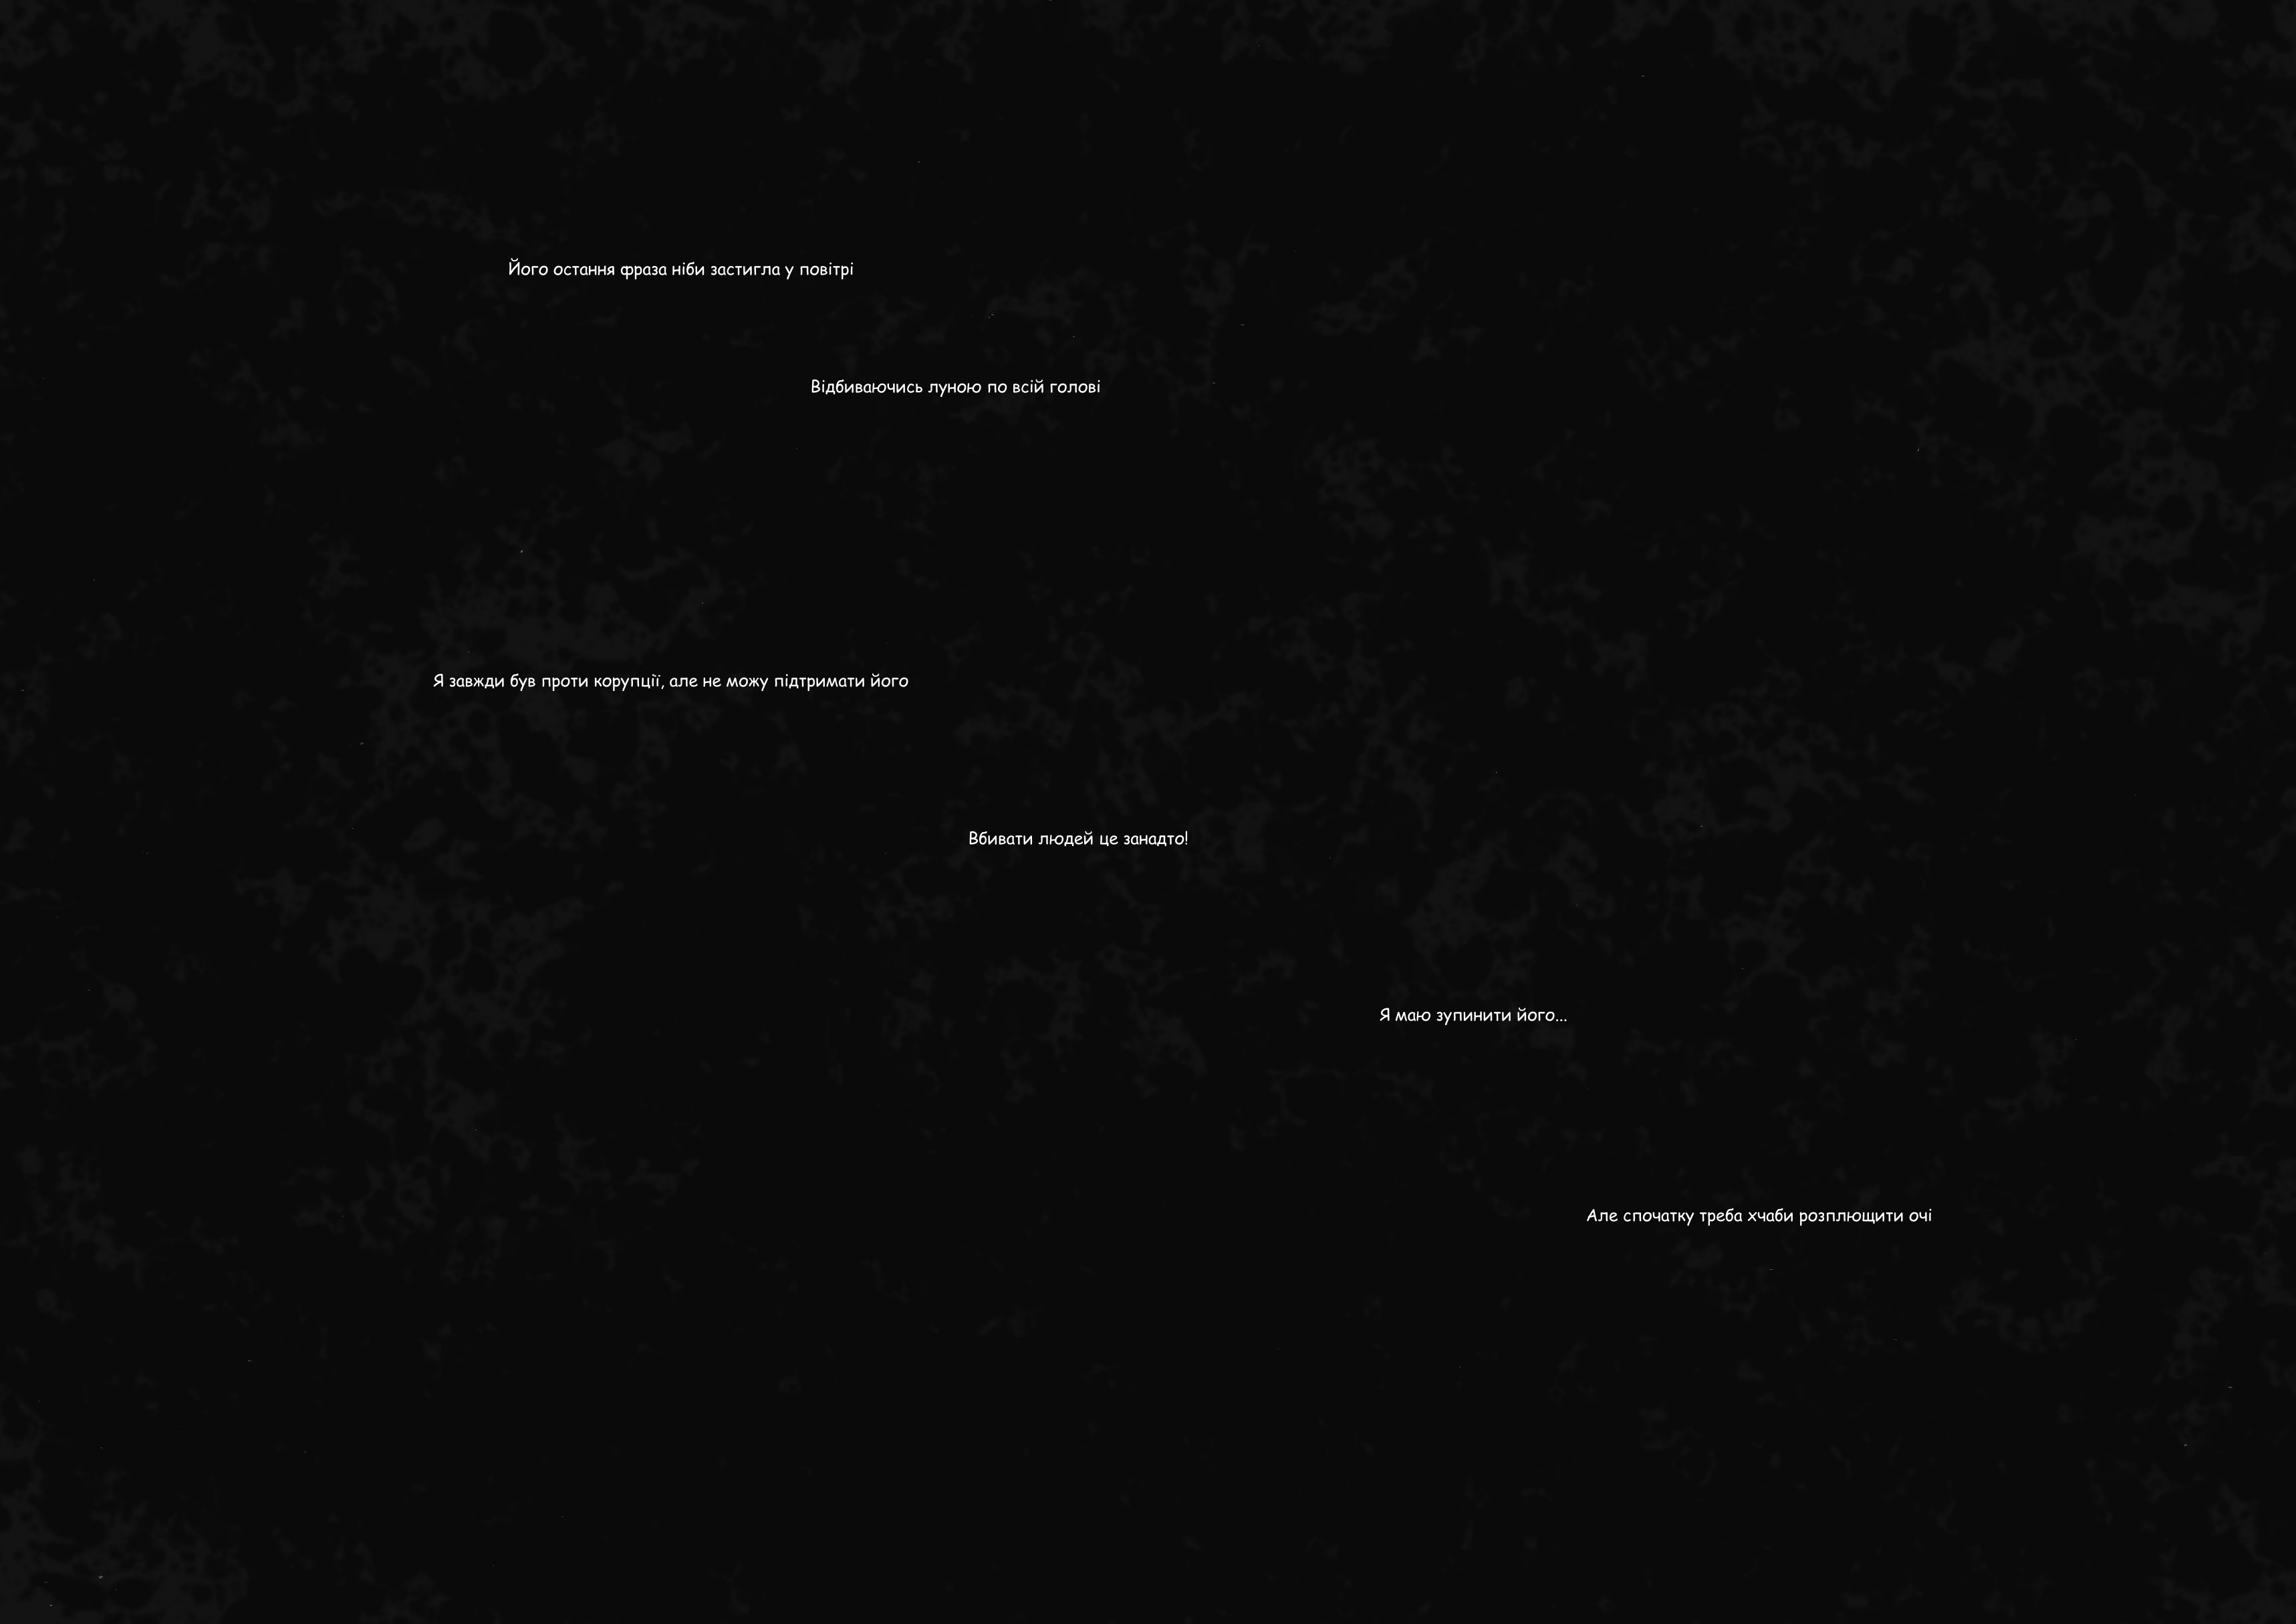 Його остання фраза ніби застигла у повітрі
Відбиваючись луною по всій голові
Я завжди був проти корупції, але не можу підтримати його
Вбивати людей це занадто!
Я маю зупинити його...
Але спочатку треба хчаби розплющити очі